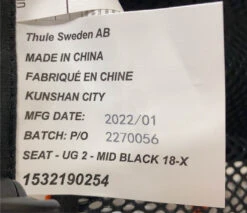 Thule Sweden AB
MADE IN CHINA
FABRIQUÉ EN CHINE
KUNSHAN CITY
MFG DATE: 2022/01
BATCH: P/O 2270056
SEAT - UG 2 - MID BLACK 18-X
1532190254